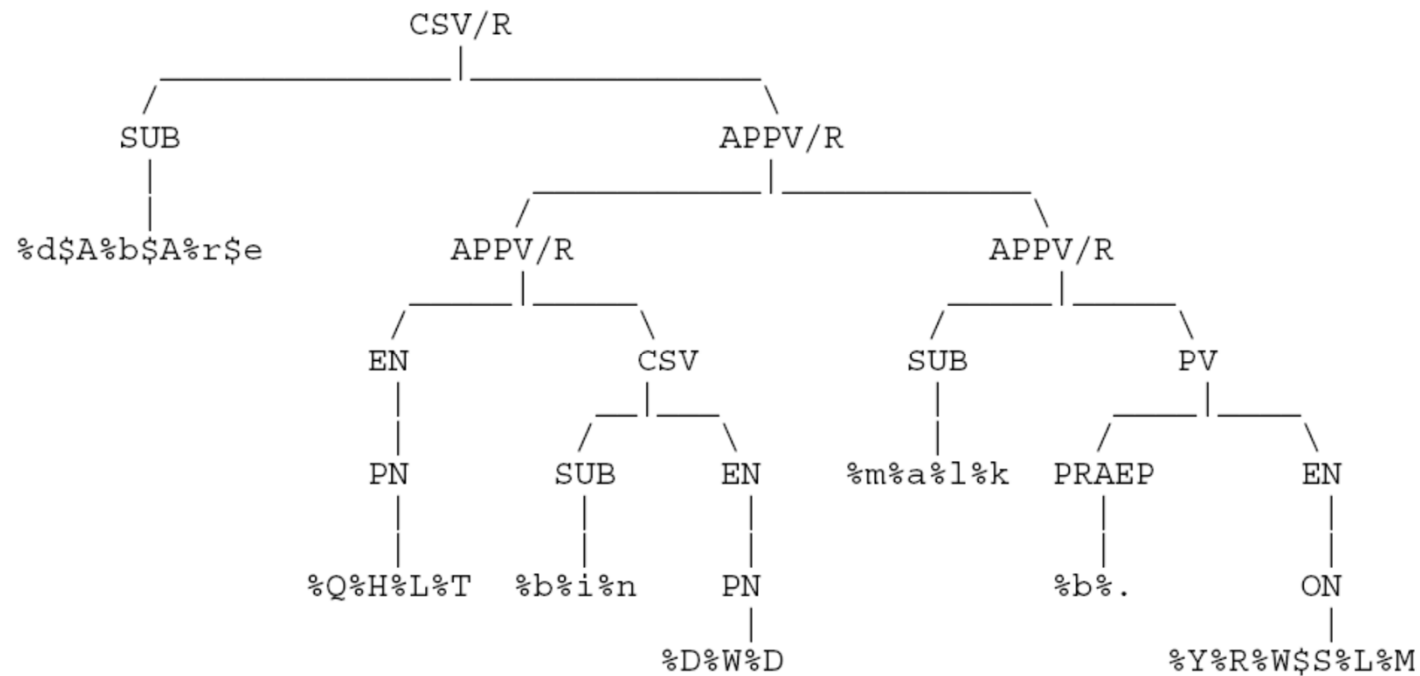 CSV/R
SUB APPV/R
%d$A%b$A%r$e APPV/R APPV/R
EN CSV SUB PV
PN SUB EN %m%a%l%k PRAEP EN
%Q%H%L%T %b%i%n PN %b%. ON
%D%W%D %Y%R%W$S%L%M